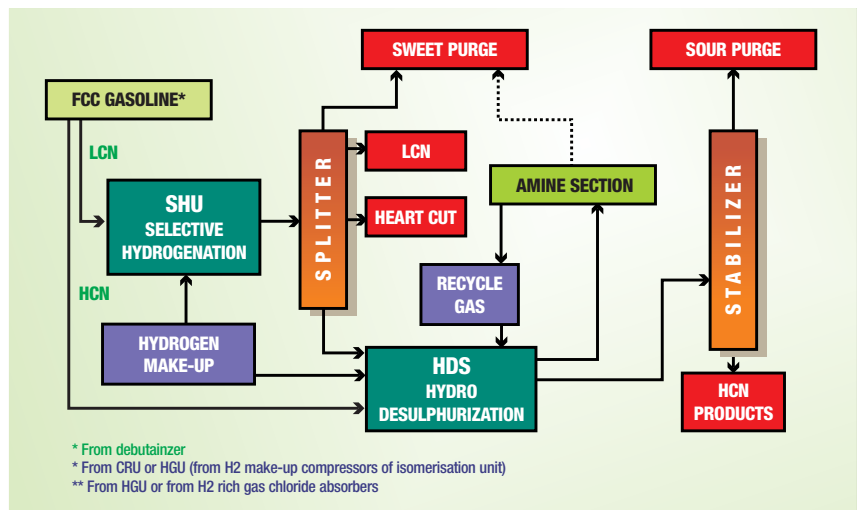 SWEET PURGE
SOUR PURGE
FCC GASOLINE*
LCN
SHU
SELECTIVE
HYDROGENATION
SPLITTER
LCN
HEART CUT
AMINE SECTION
STABILIZER
HCN
RECYCLE
GAS
HYDROGEN
MAKE-UP
HDS
HYDRO
DESULPHURIZATION
HCN
PRODUCTS
* From debutainzer
* From CRU or HGU (from H2 make-up compressors of isomerisation unit)
** From HGU or from H2 rich gas chloride absorbers